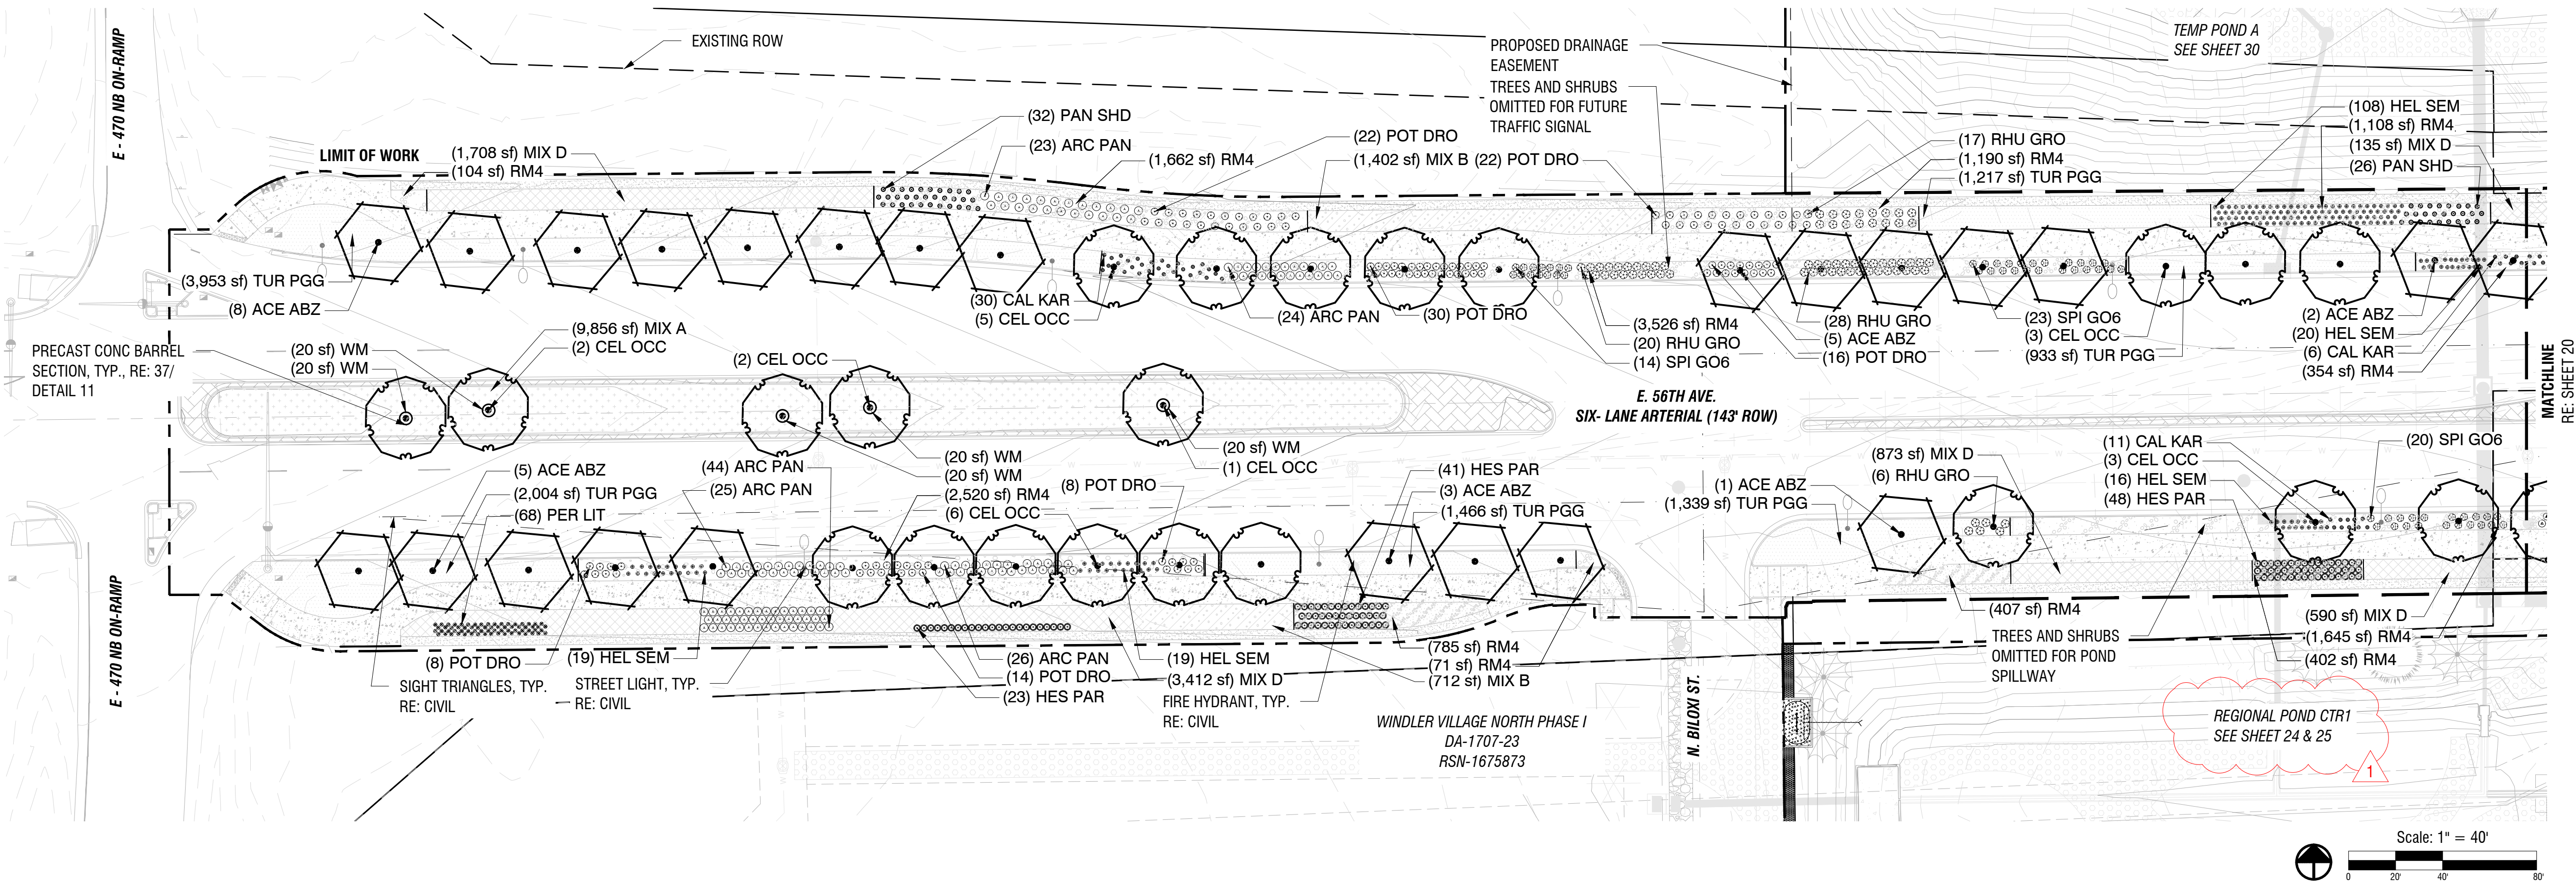 E - 470 NB ON-RAMP
EXISTING ROW
PROPOSED DRAINAGE
EASEMENT
TREES AND SHRUBS
OMITTED FOR FUTURE
TRAFFIC SIGNAL
TEMP POND A
SEE SHEET 30
LIMIT OF WORK
(1,708 sf) MIX D
(104 sf) RM4
(32) PAN SHD
(23) ARC PAN
(1,662 sf) RM4
(22) POT DRO
(1,402 sf) MIX B
(22) POT DRO
(17) RHU GRO
(1,190 sf) RM4
(1,217 sf) TUR PGG
(108) HEL SEM
(1,108 sf) RM4
(135 sf) MIX D
(26) PAN SHD
(3,953 sf) TUR PGG
(8) ACE ABZ
(30) CAL KAR
(5) CEL OCC
(24) ARC PAN
(30) POT DRO
(3,526 sf) RM4
(20) RHU GRO
(14) SPI GO6
(28) RHU GRO
(5) ACE ABZ
(16) POT DRO
(23) SPI GO6
(3) CEL OCC
(933 sf) TUR PGG
(2) ACE ABZ
(20) HEL SEM
(6) CAL KAR
(354 sf) RM4
PRECAST CONC BARREL
SECTION, TYP., RE: 37/
DETAIL 11
(20 sf) WM
(20 sf) WM
(9,856 sf) MIX A
(2) CEL OCC
(2) CEL OCC
(20 sf) WM
(20 sf) WM
(20 sf) WM
(1) CEL OCC
E. 56TH AVE.
SIX- LANE ARTERIAL (143' ROW)
MATCHLINE
RE: SHEET 20
(5) ACE ABZ
(2,004 sf) TUR PGG
(68) PER LIT
(44) ARC PAN
(25) ARC PAN
(2,520 sf) RM4
(6) CEL OCC
(8) POT DRO
(41) HES PAR
(3) ACE ABZ
(1,466 sf) TUR PGG
(1) ACE ABZ
(1,339 sf) TUR PGG
(873 sf) MIX D
(6) RHU GRO
(11) CAL KAR
(3) CEL OCC
(16) HEL SEM
(48) HES PAR
(20) SPI GO6
E - 470 NB ON-RAMP
(8) POT DRO
SIGHT TRIANGLES, TYP.
RE: CIVIL
(19) HEL SEM
STREET LIGHT, TYP.
RE: CIVIL
(26) ARC PAN
(14) POT DRO
(23) HES PAR
(19) HEL SEM
(3,412 sf) MIX D
FIRE HYDRANT, TYP.
RE: CIVIL
(785 sf) RM4
(71 sf) RM4
(712 sf) MIX B
WINDLER VILLAGE NORTH PHASE I
DA-1707-23
RSN-1675873
N. BILOXI ST.
(407 sf) RM4
TREES AND SHRUBS
OMITTED FOR POND
SPILLWAY
(590 sf) MIX D
(1,645 sf) RM4
(402 sf) RM4
REGIONAL POND CTR1
SEE SHEET 24 & 25
1
Scale: 1" = 40'
0 20' 40' 80'